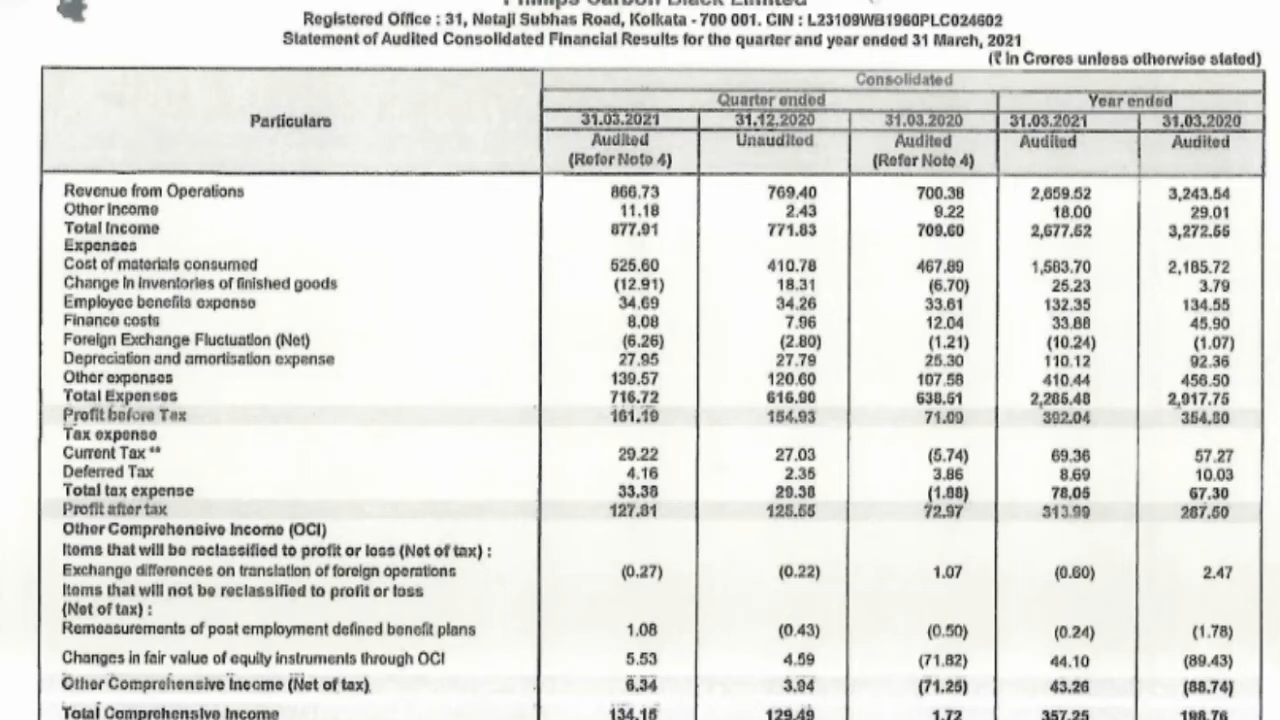 Phillips Carbon Black Limited
Registered Office : 31, Netaji Subhas Road, Kolkata - 700 001. CIN : L23109WB1960PLC024602
Statement of Audited Consolidated Financial Results for the quarter and year ended 31 March, 2021
(₹ In Crores unless otherwise stated)
Consolidated
Quarter ended Year ended
Particulars 31.03.2021 31.12.2020 31.03.2020 31.03.2021 31.03.2020
Audited Unaudited Audited Audited Audited
(Refer Note 4) (Refer Note 4)
Revenue from Operations 866.73 769.40 700.38 2,659.52 3,243.54
Other Income 11.18 2.43 9.22 18.00 29.01
Total Income 877.91 771.83 709.60 2,677.52 3,272.55
Expenses
Cost of materials consumed 525.60 410.78 467.89 1,583.70 2,185.72
Change in inventories of finished goods (12.91) 18.31 (6.70) 25.23 3.79
Employee benefits expense 34.69 34.26 33.61 132.35 134.55
Finance costs 8.08 7.96 12.04 33.88 45.90
Foreign Exchange Fluctuation (Net) (6.26) (2.80) (1.21) (10.24) (1.07)
Depreciation and amortisation expense 27.95 27.79 25.30 110.12 92.36
Other expenses 139.57 120.60 107.58 410.44 456.50
Total Expenses 716.72 616.90 638.51 2,285.48 2,917.75
Profit before Tax 161.19 154.93 71.09 392.04 354.80
Tax expense
Current Tax ** 29.22 27.03 (5.74) 69.36 57.27
Deferred Tax 4.16 2.35 3.86 8.69 10.03
Total tax expense 33.38 29.38 (1.88) 78.05 67.30
Profit after tax 127.81 125.55 72.97 313.99 287.50
Other Comprehensive Income (OCI)
Items that will be reclassified to profit or loss (Net of tax) :
Exchange differences on translation of foreign operations (0.27) (0.22) 1.07 (0.60) 2.47
Items that will not be reclassified to profit or loss
(Net of tax) :
Remeasurements of post employment defined benefit plans 1.08 (0.43) (0.50) (0.24) (1.78)
Changes in fair value of equity instruments through OCI 5.53 4.59 (71.82) 44.10 (89.43)
Other Comprehensive Income (Net of tax) 6.34 3.94 (71.25) 43.26 (88.74)
Total Comprehensive Income 134.15 129.49 1.72 357.25 198.76